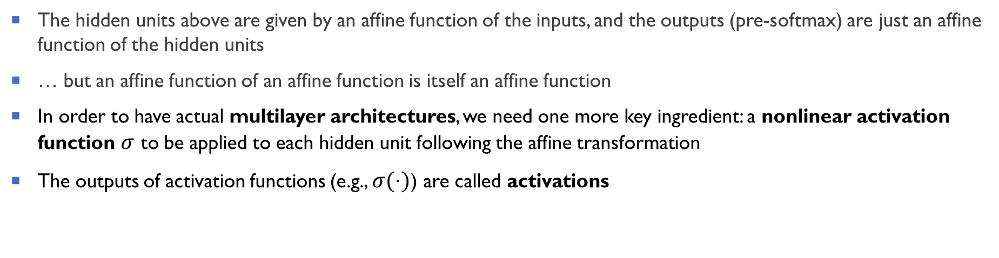 ▪ The hidden units above are given by an affine function of the inputs, and the outputs (pre-softmax) are just an affine
function of the hidden units
▪ … but an affine function of an affine function is itself an affine function
▪ In order to have actual multilayer architectures, we need one more key ingredient: a nonlinear activation
function σ to be applied to each hidden unit following the affine transformation
▪ The outputs of activation functions (e.g., σ(·)) are called activations